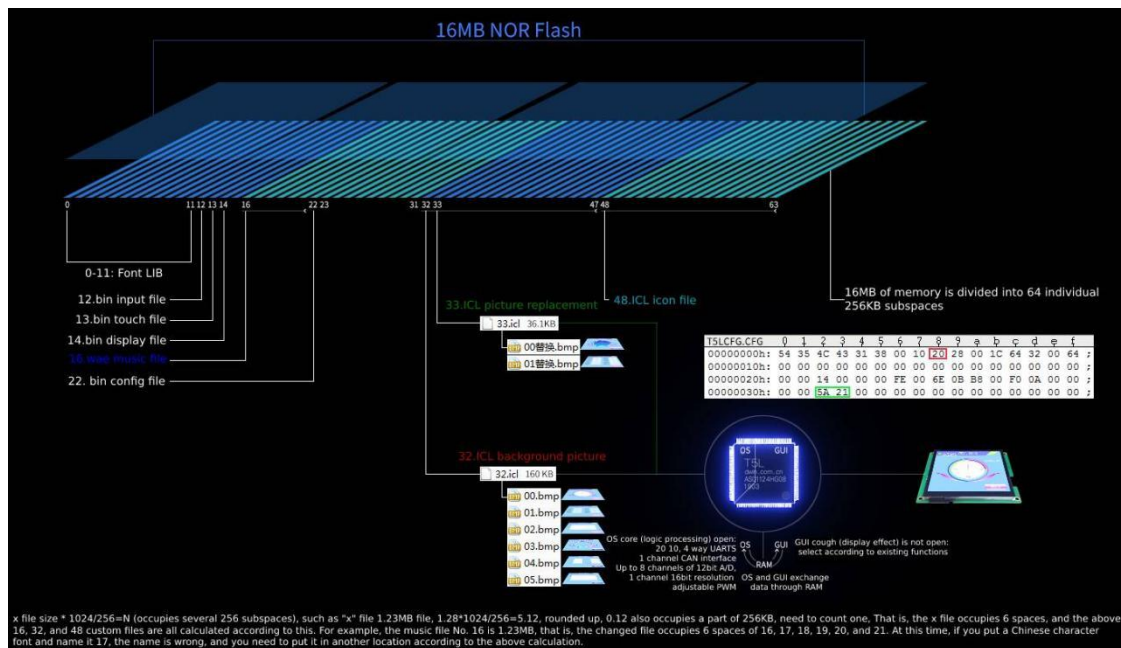 16MB NOR Flash
0 11 12 13 14 16 22 23 31 32 33 47 48 63
0-11: Font LIB
12.bin input file
13.bin touch file
14.bin display file
16.wae music file
22. bin config file
33.ICL picture replacement
48.ICL icon file
16MB of memory is divided into 64 individual
256KB subspaces
33.icl 36.1KB
00替换.bmp
01替换.bmp
T5LCFG.CFG 0 1 2 3 4 5 6 7 8 9 a b c d e f
00000000h: 54 35 4C 43 31 38 00 10 20 28 00 1C 64 32 00 64 ;
00000010h: 00 00 00 00 00 00 00 00 00 00 00 00 00 00 00 00 ;
00000020h: 00 00 14 00 00 00 FE 00 6E 0B B8 00 F0 0A 00 00 ;
00000030h: 00 00 5A 21 00 00 00 00 00 00 00 00 00 00 00 00 ;
32.ICL background picture
32.icl 160 KB
00.bmp
01.bmp
02.bmp
03.bmp
04.bmp
05.bmp
OS GUI
T5L
OS core (logic processing) open:
20 10, 4 way UARTS
1 channel CAN interface
Up to 8 channels of 12bit A/D,
1 channel 16bit resolution
adjustable PWM
OS GUI
RAM
OS and GUI exchange
data through RAM
GUI cough (display effect) is not open:
select according to existing functions
x file size * 1024/256=N (occupies several 256 subspaces), such as "x" file 1.23MB file, 1.28*1024/256=5.12, rounded up, 0.12 also occupies a part of 256KB, need to count one, That is, the x file occupies 6 spaces, and the above
16, 32, and 48 custom files are all calculated according to this. For example, the music file No. 16 is 1.23MB, that is, the changed file occupies 6 spaces of 16, 17, 18, 19, 20, and 21. At this time, if you put a Chinese character
font and name it 17, the name is wrong, and you need to put it in another location according to the above calculation.